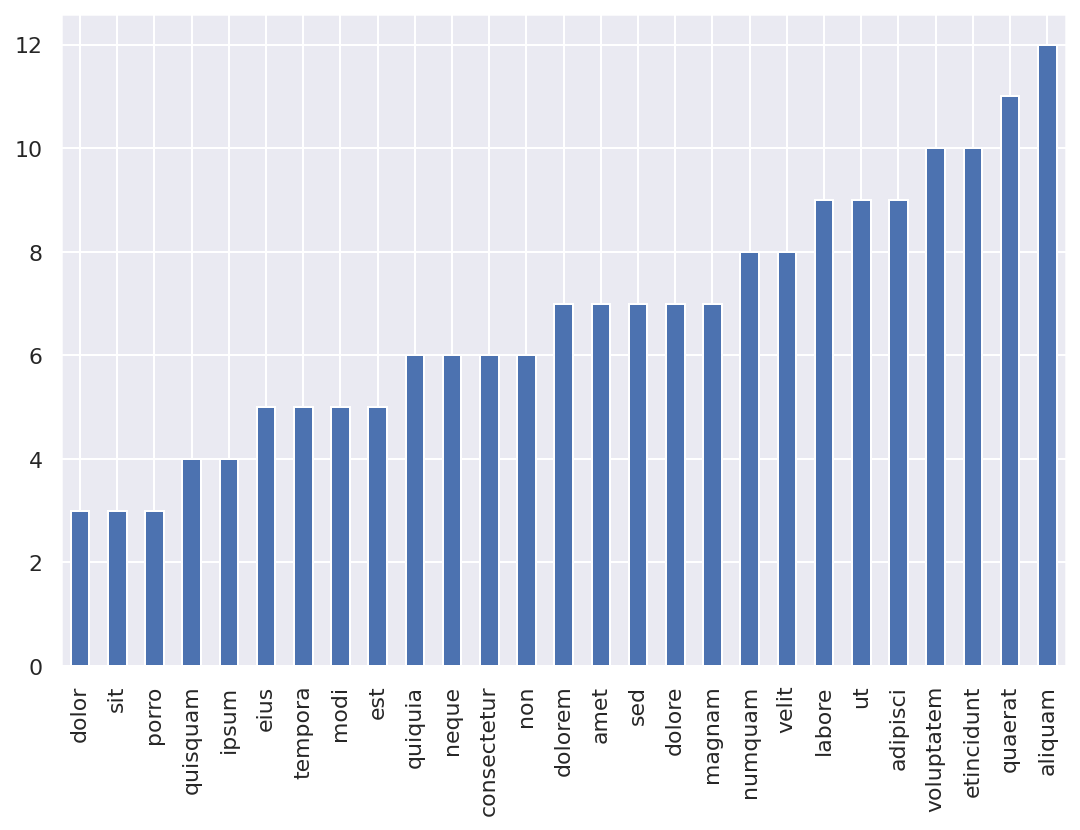 12
10
8
6
4
2
0
dolor
sit
porro
quisquam
ipsum
eius
tempora
modi
est
quiquia
neque
consectetur
non
dolorem
amet
sed
dolore
magnam
numquam
velit
labore
ut
adipisci
voluptatem
etincidunt
quaerat
aliquam